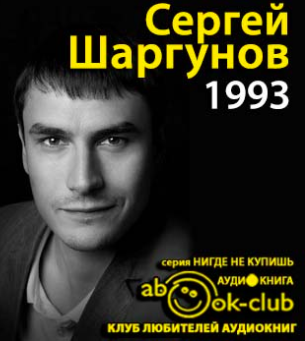 Сергей
Шаргунов
1993
серия НИГДЕ НЕ КУПИШЬ
АУДИОКНИГА
abook-club
КЛУБ ЛЮБИТЕЛЕЙ АУДИОКНИГ